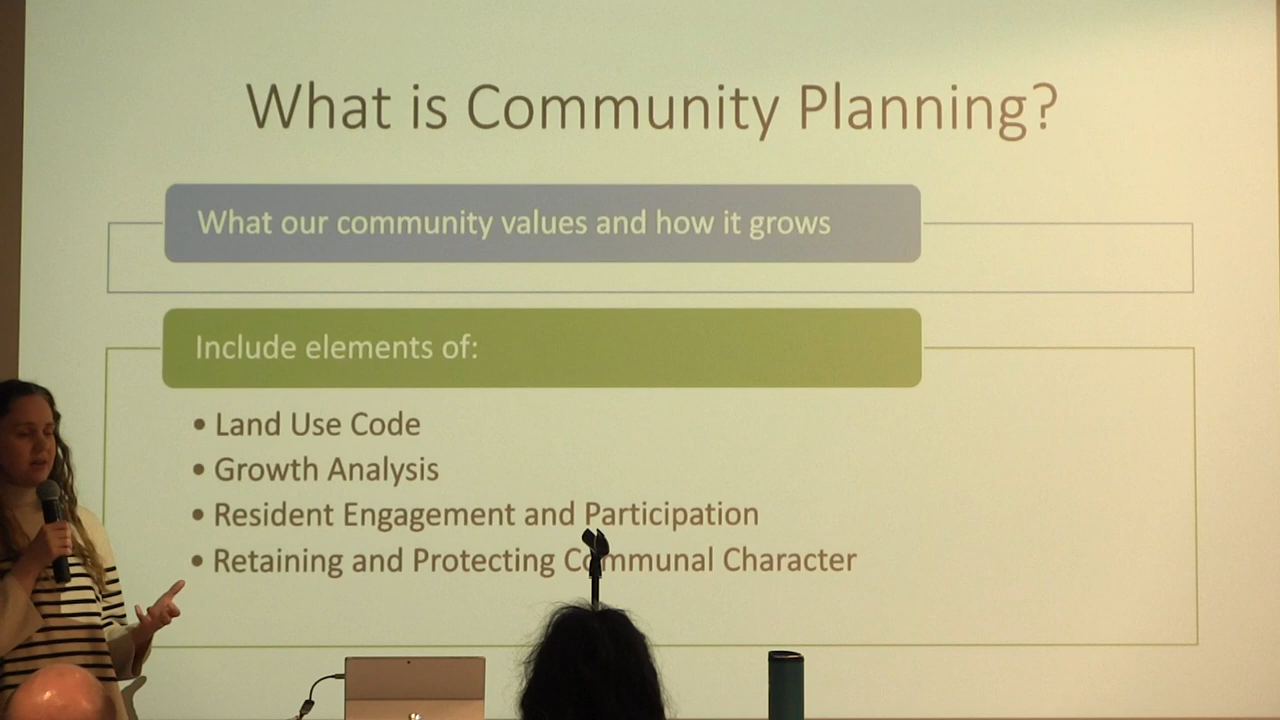 What is Community Planning?
What our community values and how it grows
Include elements of:
• Land Use Code
• Growth Analysis
• Resident Engagement and Participation
• Retaining and Protecting Communal Character